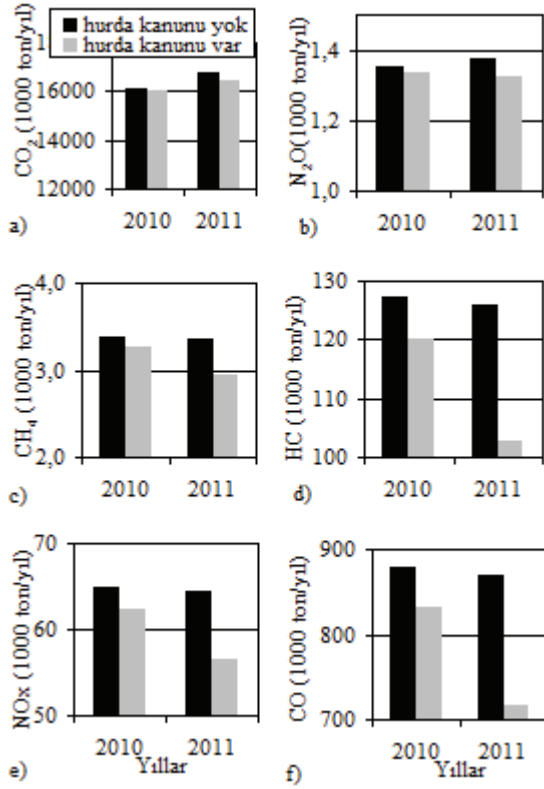 hurda kanunu yok
hurda kanunu var
CO₂ (1000 ton/yıl)
16000
14000
12000
2010 2011
a)
N₂O(1000 ton/yıl)
1,4
1,2
1,0
2010 2011
b)
CH₄ (1000 ton/yıl)
4,0
3,0
2,0
2010 2011
c)
HC (1000 ton/yıl)
130
120
110
100
2010 2011
d)
NOx (1000 ton/yıl)
70
60
50
2010 2011
e)
Yıllar
CO (1000 ton/yıl)
900
800
700
2010 2011
f)
Yıllar